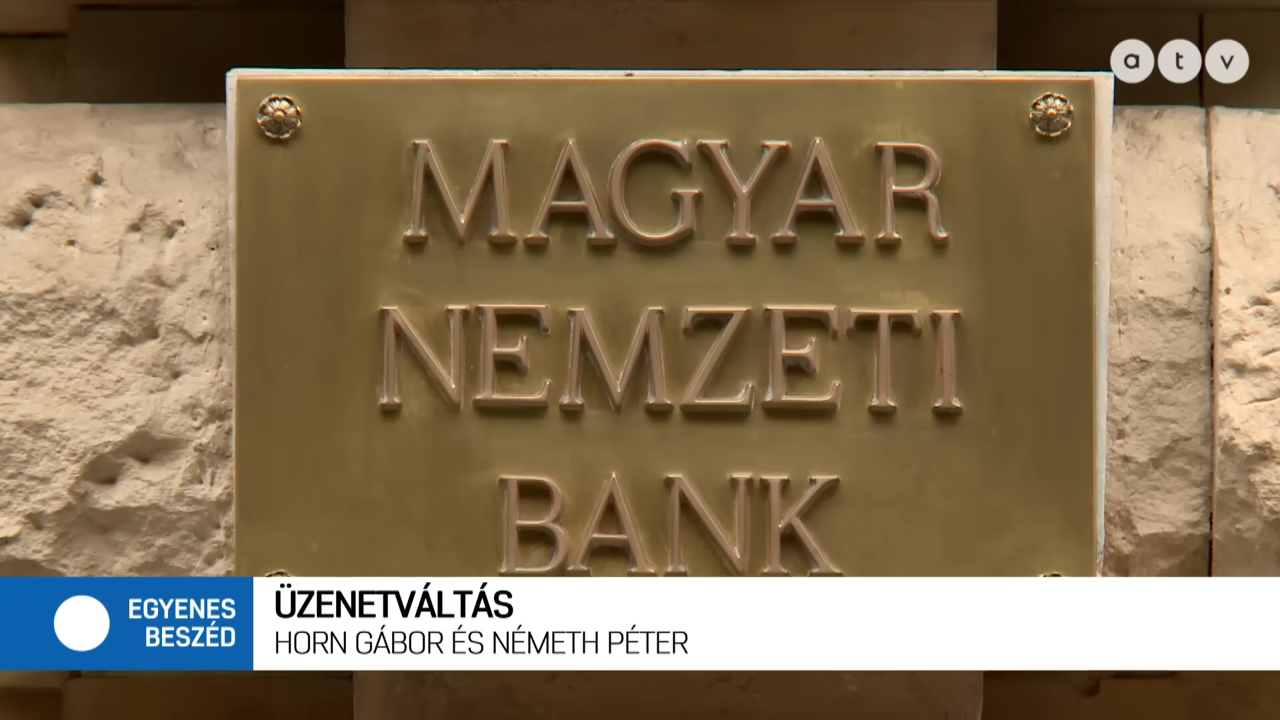 atv
MAGYAR
NEMZETI
BANK
EGYENES
BESZÉD
ÜZENETVÁLTÁS
HORN GÁBOR ÉS NÉMETH PÉTER